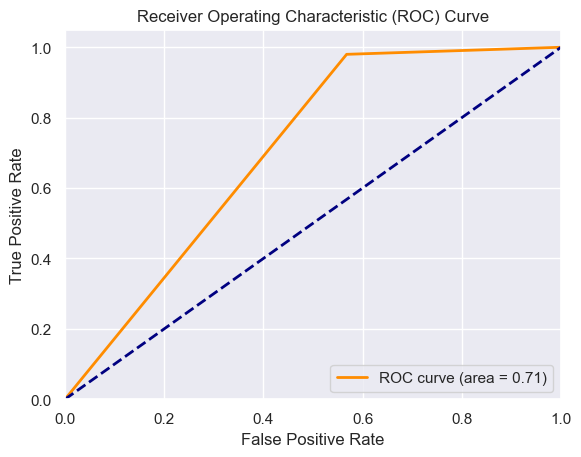 Receiver Operating Characteristic (ROC) Curve
1.0
0.8
0.6
0.4
0.2
0.0
True Positive Rate
ROC curve (area = 0.71)
0.0 0.2 0.4 0.6 0.8 1.0
False Positive Rate